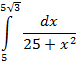 ∫₅^{5√3} dx / (25 + x²)